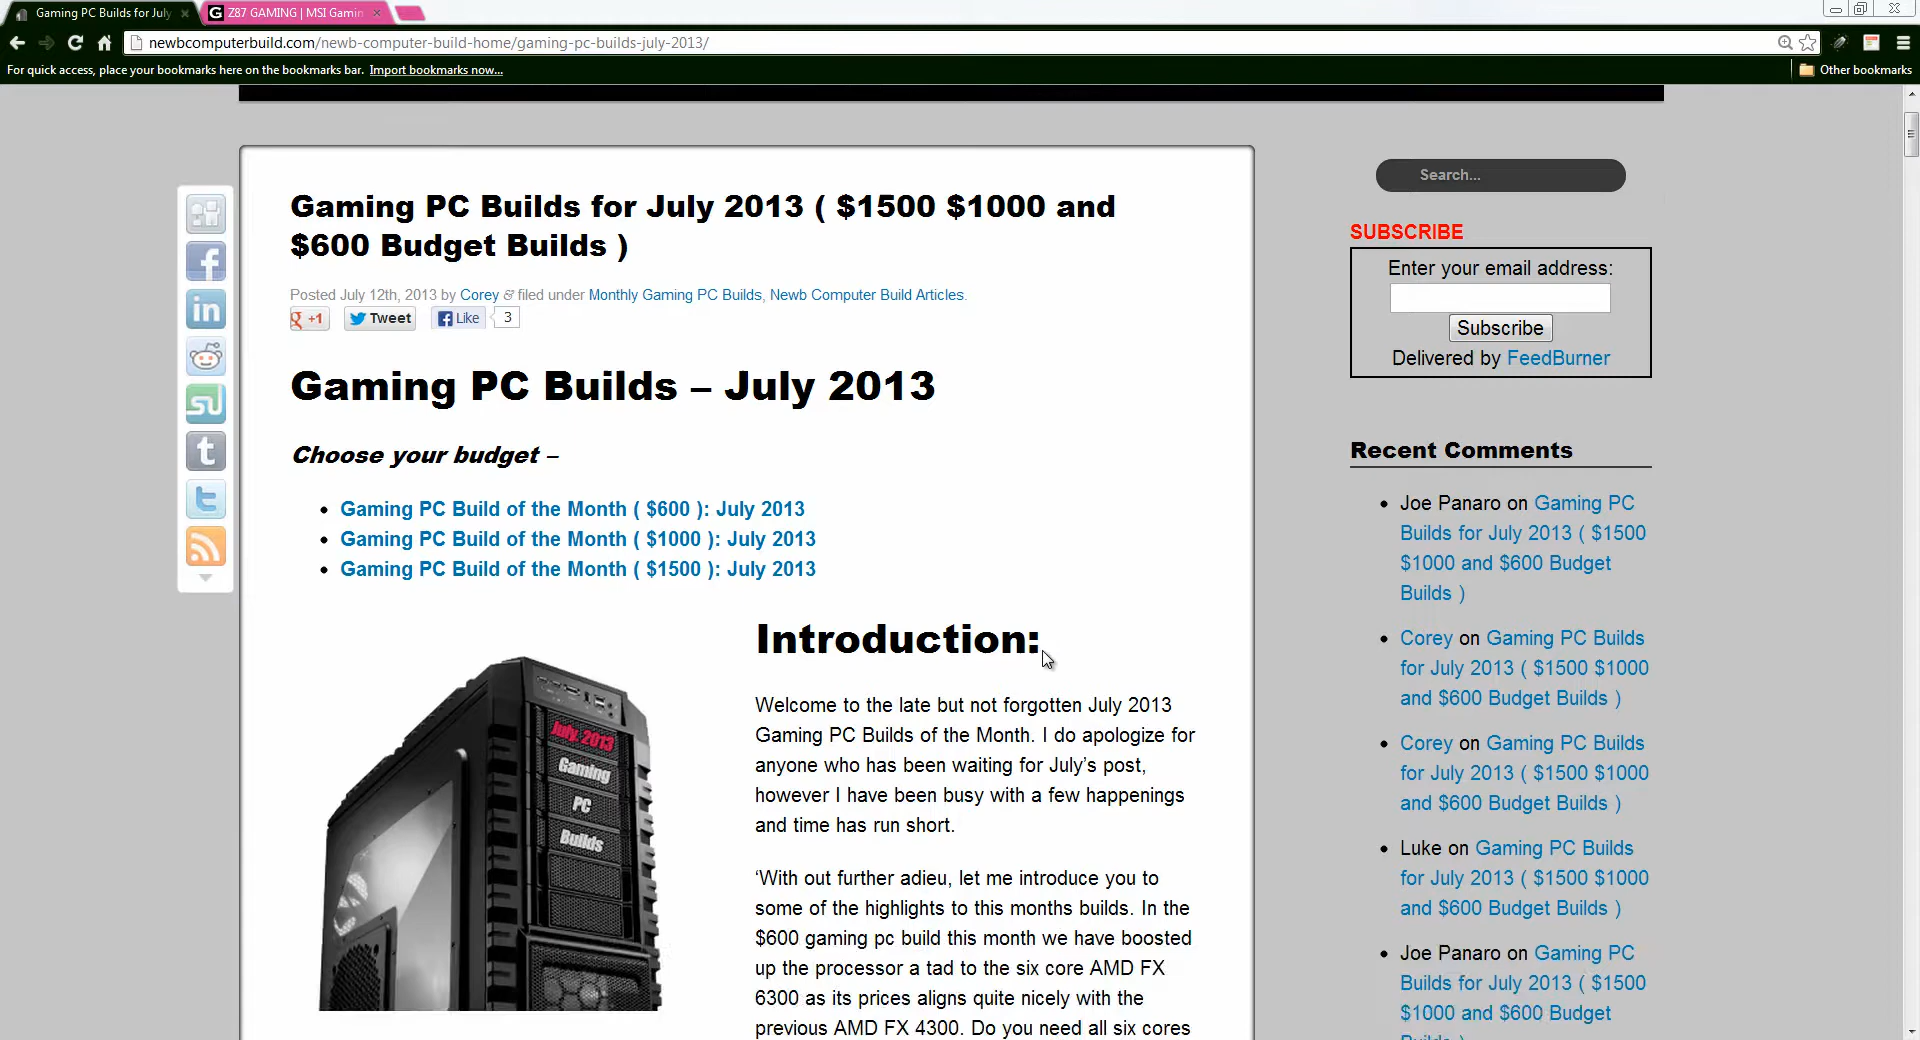 Gaming PC Builds for July
Z87 GAMING | MSI Gamin
newbcomputerbuild.com/newb-computer-build-home/gaming-pc-builds-july-2013/
For quick access, place your bookmarks here on the bookmarks bar. Import bookmarks now...
Other bookmarks
Gaming PC Builds for July 2013 ( $1500 $1000 and
$600 Budget Builds )
Posted July 12th, 2013 by Corey & filed under Monthly Gaming PC Builds, Newb Computer Build Articles.
+1
Tweet
Like
3
Gaming PC Builds – July 2013
Choose your budget –
Gaming PC Build of the Month ( $600 ): July 2013
Gaming PC Build of the Month ( $1000 ): July 2013
Gaming PC Build of the Month ( $1500 ): July 2013
July, 2013
Gaming
PC
Builds
Introduction:
Welcome to the late but not forgotten July 2013
Gaming PC Builds of the Month. I do apologize for
anyone who has been waiting for July’s post,
however I have been busy with a few happenings
and time has run short.
‘With out further adieu, let me introduce you to
some of the highlights to this months builds. In the
$600 gaming pc build this month we have boosted
up the processor a tad to the six core AMD FX
6300 as its prices aligns quite nicely with the
previous AMD FX 4300. Do you need all six cores
Search...
SUBSCRIBE
Enter your email address:
Subscribe
Delivered by FeedBurner
Recent Comments
Joe Panaro on Gaming PC
Builds for July 2013 ( $1500
$1000 and $600 Budget
Builds )
Corey on Gaming PC Builds
for July 2013 ( $1500 $1000
and $600 Budget Builds )
Corey on Gaming PC Builds
for July 2013 ( $1500 $1000
and $600 Budget Builds )
Luke on Gaming PC Builds
for July 2013 ( $1500 $1000
and $600 Budget Builds )
Joe Panaro on Gaming PC
Builds for July 2013 ( $1500
$1000 and $600 Budget
Builds )